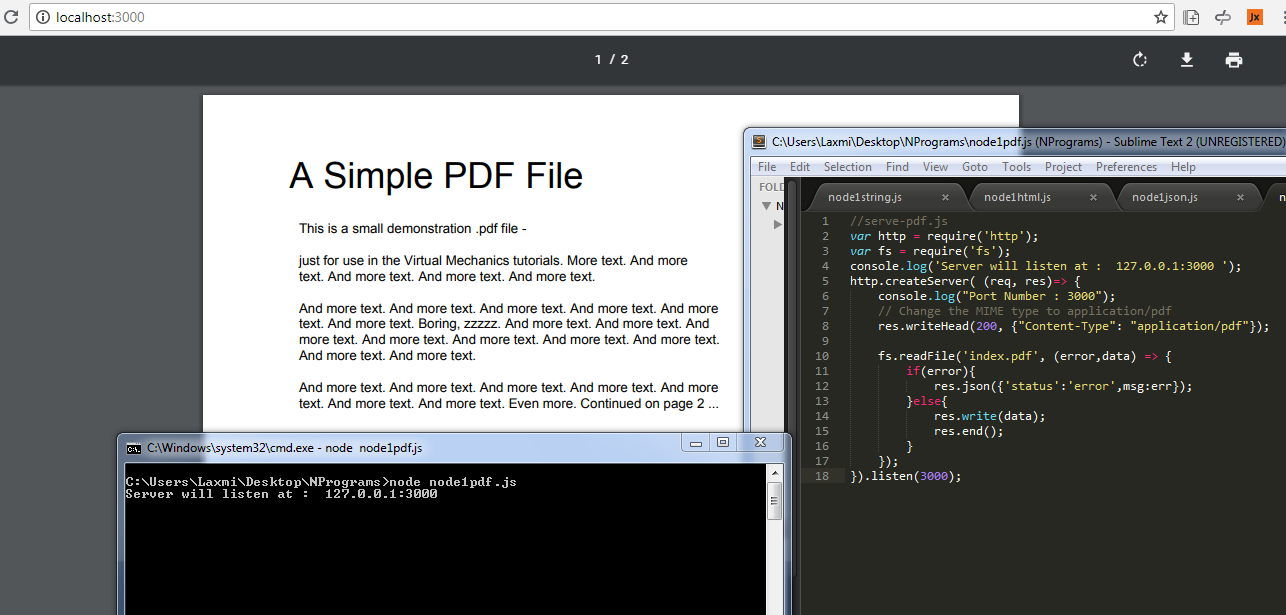 localhost:3000
Jx
1 / 2
A Simple PDF File
This is a small demonstration .pdf file -
just for use in the Virtual Mechanics tutorials. More text. And more
text. And more text. And more text. And more text.
And more text. And more text. And more text. And more text. And more
text. And more text. Boring, zzzzz. And more text. And more text. And
more text. And more text. And more text. And more text. And more text.
And more text. And more text.
And more text. And more text. And more text. And more text. And more
text. And more text. And more text. Even more. Continued on page 2 ...
C:\Users\Laxmi\Desktop\NPrograms\node1pdf.js (NPrograms) - Sublime Text 2 (UNREGISTERED)
File Edit Selection Find View Goto Tools Project Preferences Help
FOLD
N
node1string.js × node1html.js × node1json.js × n
1 //serve-pdf.js
2 var http = require('http');
3 var fs = require('fs');
4 console.log('Server will listen at :  127.0.0.1:3000 ');
5 http.createServer( (req, res)=> {
6 console.log("Port Number : 3000");
7 // Change the MIME type to application/pdf
8 res.writeHead(200, {"Content-Type": "application/pdf"});
9
10 fs.readFile('index.pdf', (error,data) => {
11 if(error){
12 res.json({'status':'error',msg:err});
13 }else{
14 res.write(data);
15 res.end();
16 }
17 });
18 }).listen(3000);
C:\Windows\system32\cmd.exe - node  node1pdf.js
C:\Users\Laxmi\Desktop\NPrograms>node node1pdf.js
Server will listen at :  127.0.0.1:3000